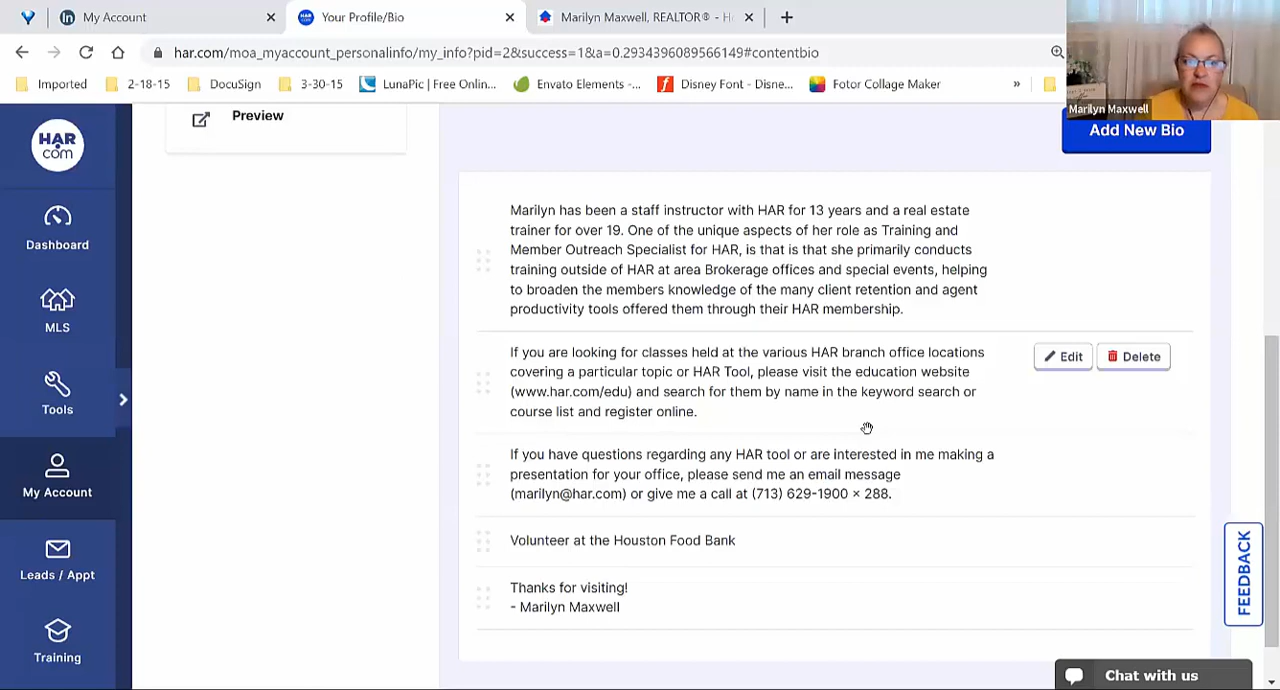 My Account
Your Profile/Bio
Marilyn Maxwell, REALTOR® - H
har.com/moa_myaccount_personalinfo/my_info?pid=2&success=1&a=0.2934396089566149#contentbio
Imported
2-18-15
DocuSign
3-30-15
LunaPic | Free Onlin...
Envato Elements -...
Disney Font - Disne...
Fotor Collage Maker
»
Marilyn Maxwell
HAR
com
Preview
Add New Bio
Dashboard
MLS
Tools
My Account
Leads / Appt
Training
Marilyn has been a staff instructor with HAR for 13 years and a real estate
trainer for over 19. One of the unique aspects of her role as Training and
Member Outreach Specialist for HAR, is that is that she primarily conducts
training outside of HAR at area Brokerage offices and special events, helping
to broaden the members knowledge of the many client retention and agent
productivity tools offered them through their HAR membership.
If you are looking for classes held at the various HAR branch office locations
covering a particular topic or HAR Tool, please visit the education website
(www.har.com/edu) and search for them by name in the keyword search or
course list and register online.
Edit
Delete
If you have questions regarding any HAR tool or are interested in me making a
presentation for your office, please send me an email message
(marilyn@har.com) or give me a call at (713) 629-1900 × 288.
Volunteer at the Houston Food Bank
Thanks for visiting!
- Marilyn Maxwell
FEEDBACK
Chat with us